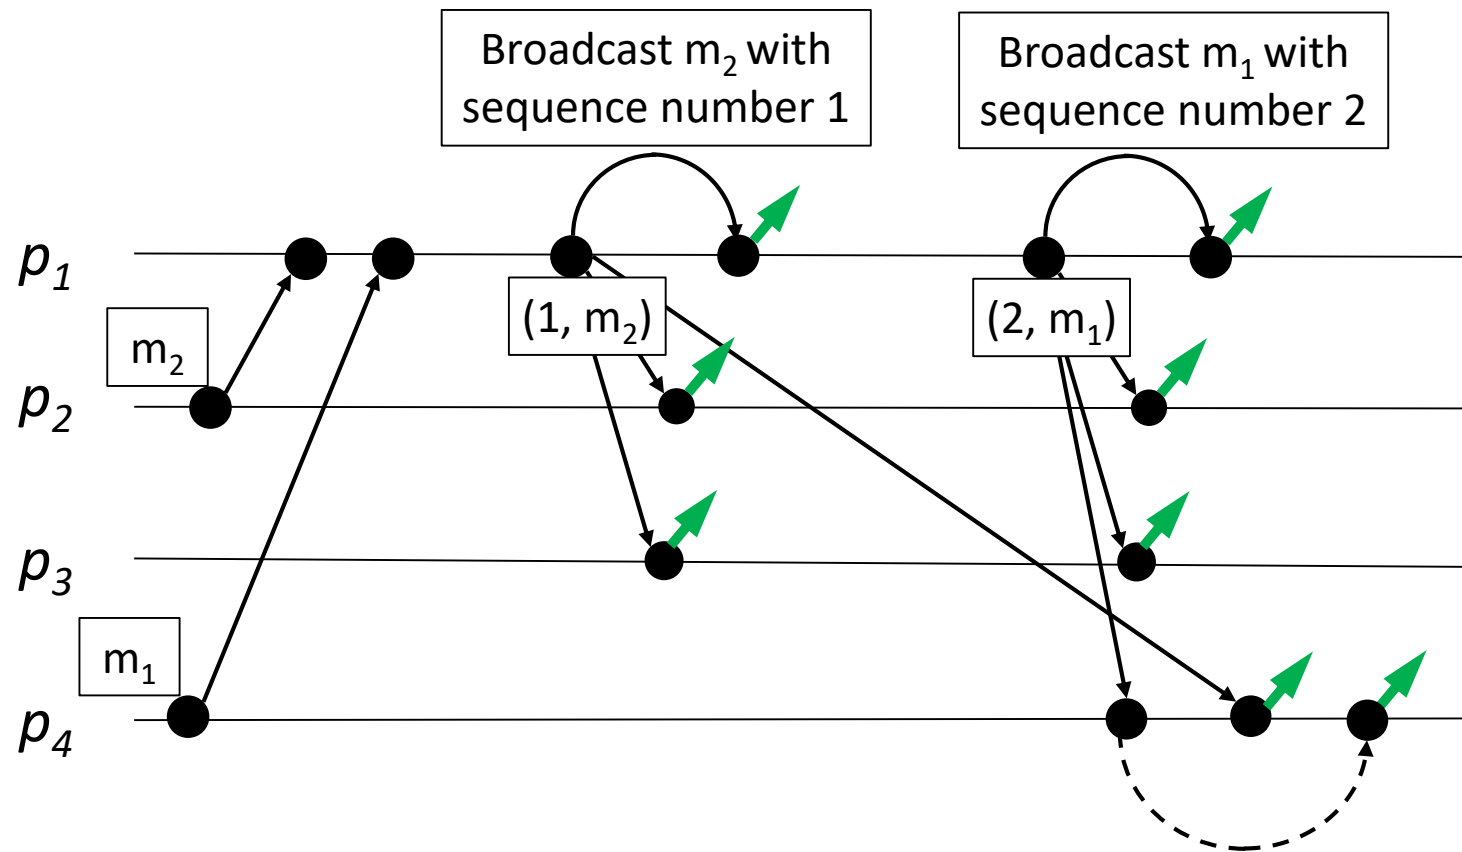 Broadcast m₂ with
sequence number 1
Broadcast m₁ with
sequence number 2
p₁
(1, m₂)
(2, m₁)
m₂
p₂
p₃
m₁
p₄